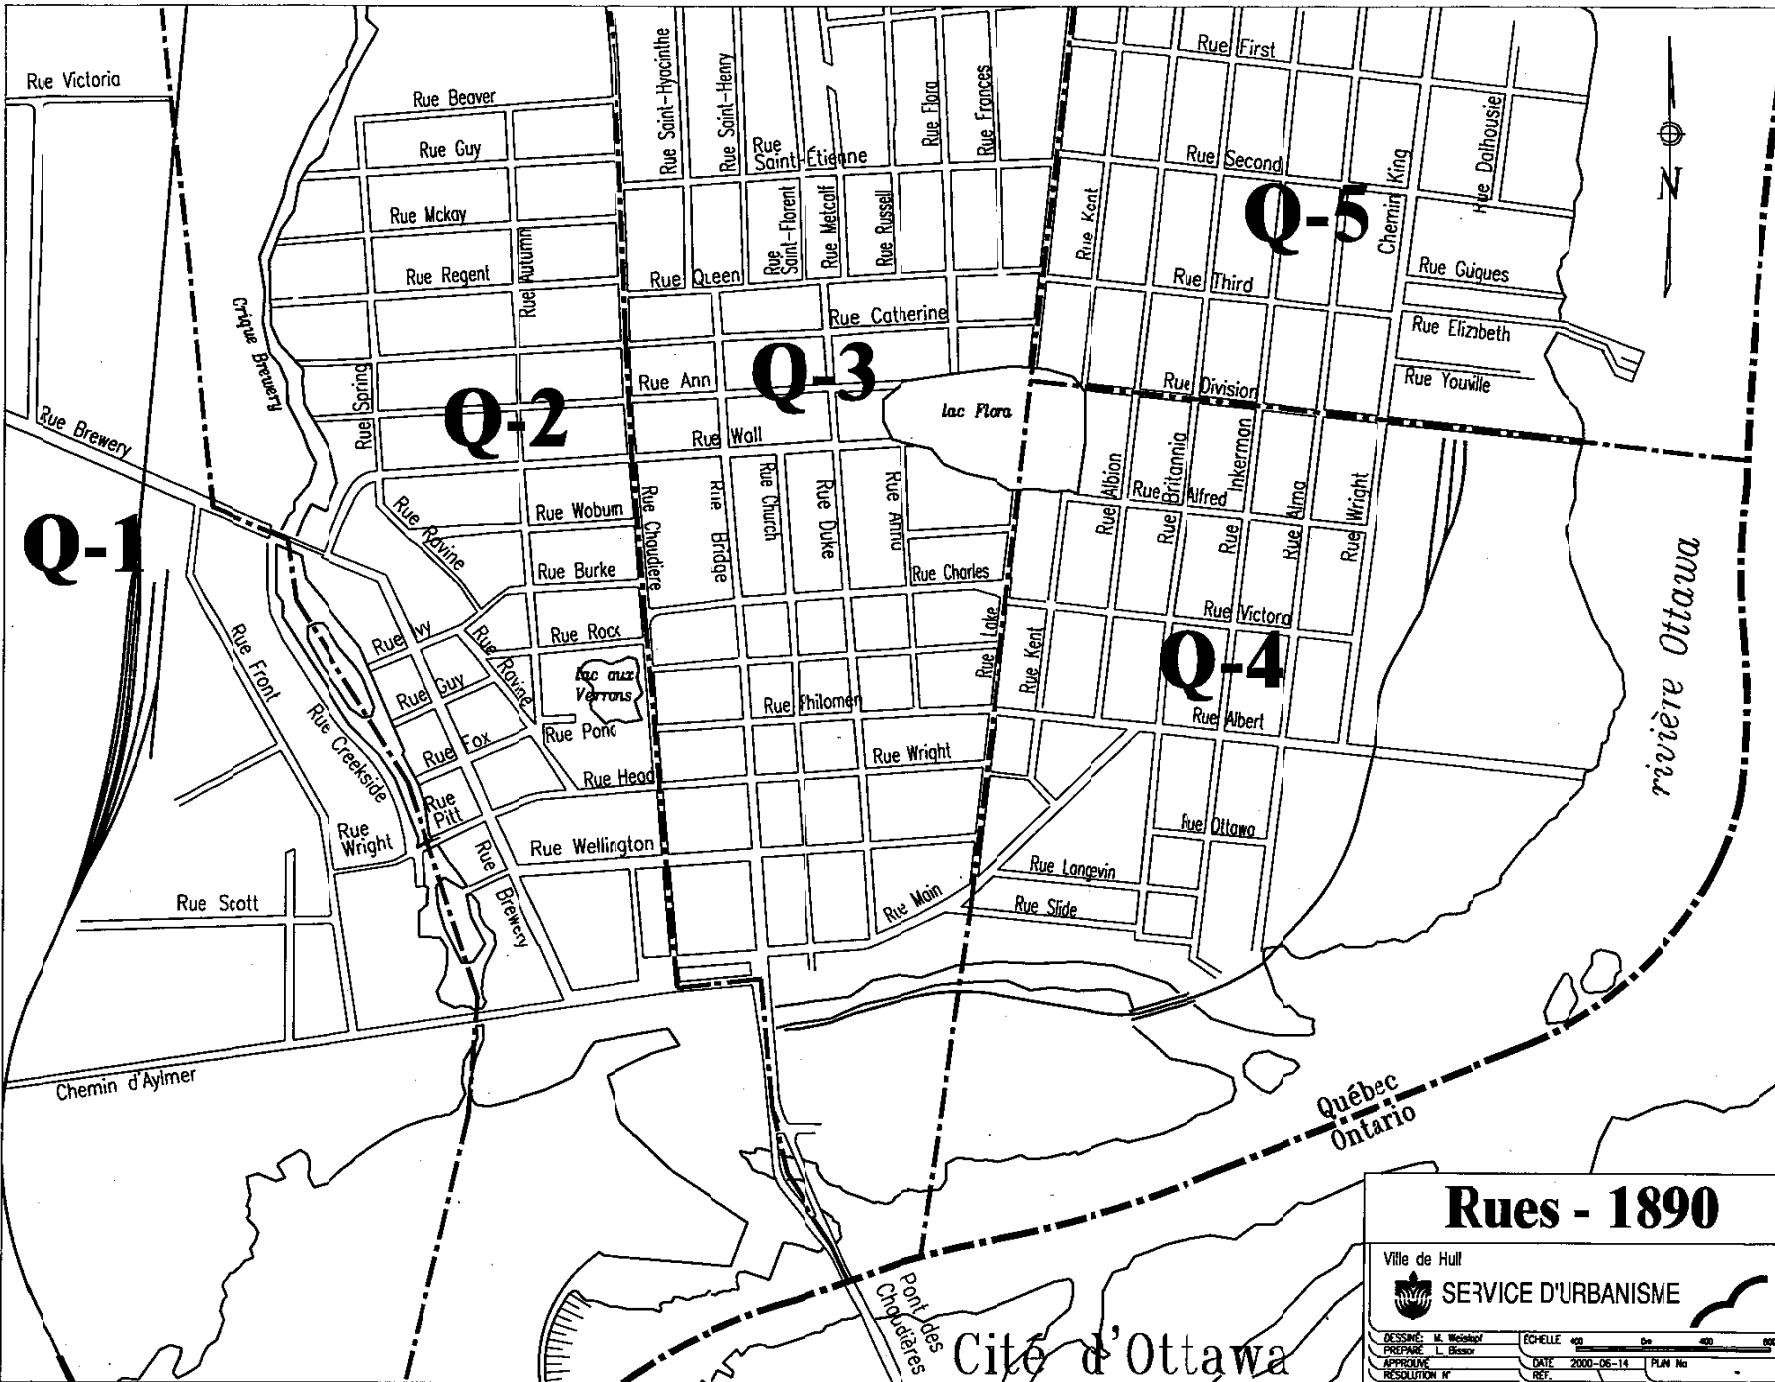 Rue Victoria
Rue Beaver
Rue Guy
Rue Mckay
Rue Regent
Rue Autumn
Rue Spring
Crique Brewery
Rue Brewery
Q-1
Q-2
Rue Saint-Hyacinthe
Rue Saint-Henry
Rue
Saint-Étienne
Rue Flora
Rue Frances
Rue
Saint-Florent
Rue Metcalf
Rue Russell
Rue Queen
Rue Catherine
Q-3
Rue Ann
Rue Wall
lac Flora
Rue First
Rue Second
Q-5
Rue Kent
Chemin King
Rue Dalhousie
Rue Third
Rue Guigues
Rue Elizabeth
Rue Youville
Rue Division
N O
Rue Ravine
Rue Woburn
Rue Burke
Rue Rock
lac aux
Verrons
Rue Pond
Rue Head
Rue Wellington
Rue Ivy
Rue Ravine
Rue Guy
Rue Fox
Rue
Pitt
Rue Front
Rue Creekside
Rue
Wright
Rue Brewery
Rue Scott
Chemin d'Aylmer
Rue Chaudière
Rue Bridge
Rue Church
Rue Duke
Rue Anna
Rue Charles
Rue Philomen
Rue Wright
Rue Lake
Rue Main
Rue Albion
Rue Britannia
Rue Alfred
Rue Inkerman
Rue Alma
Rue Wright
Rue Victora
Rue Kent
Q-4
Rue Albert
Rue Ottawa
Rue Langevin
Rue Slide
rivière Ottawa
Québec
Ontario
Pont des
Chaudières
Cité d'Ottawa
Rues - 1890
Ville de Hull
SERVICE D'URBANISME
DESSINÉ: M.
PRÉPARÉ L. Bissor
APPROUVÉ
RÉSOLUTION N°
ÉCHELLE 400 0m 400 800
DATE 2000-06-14 PLAN No
RÉF. -